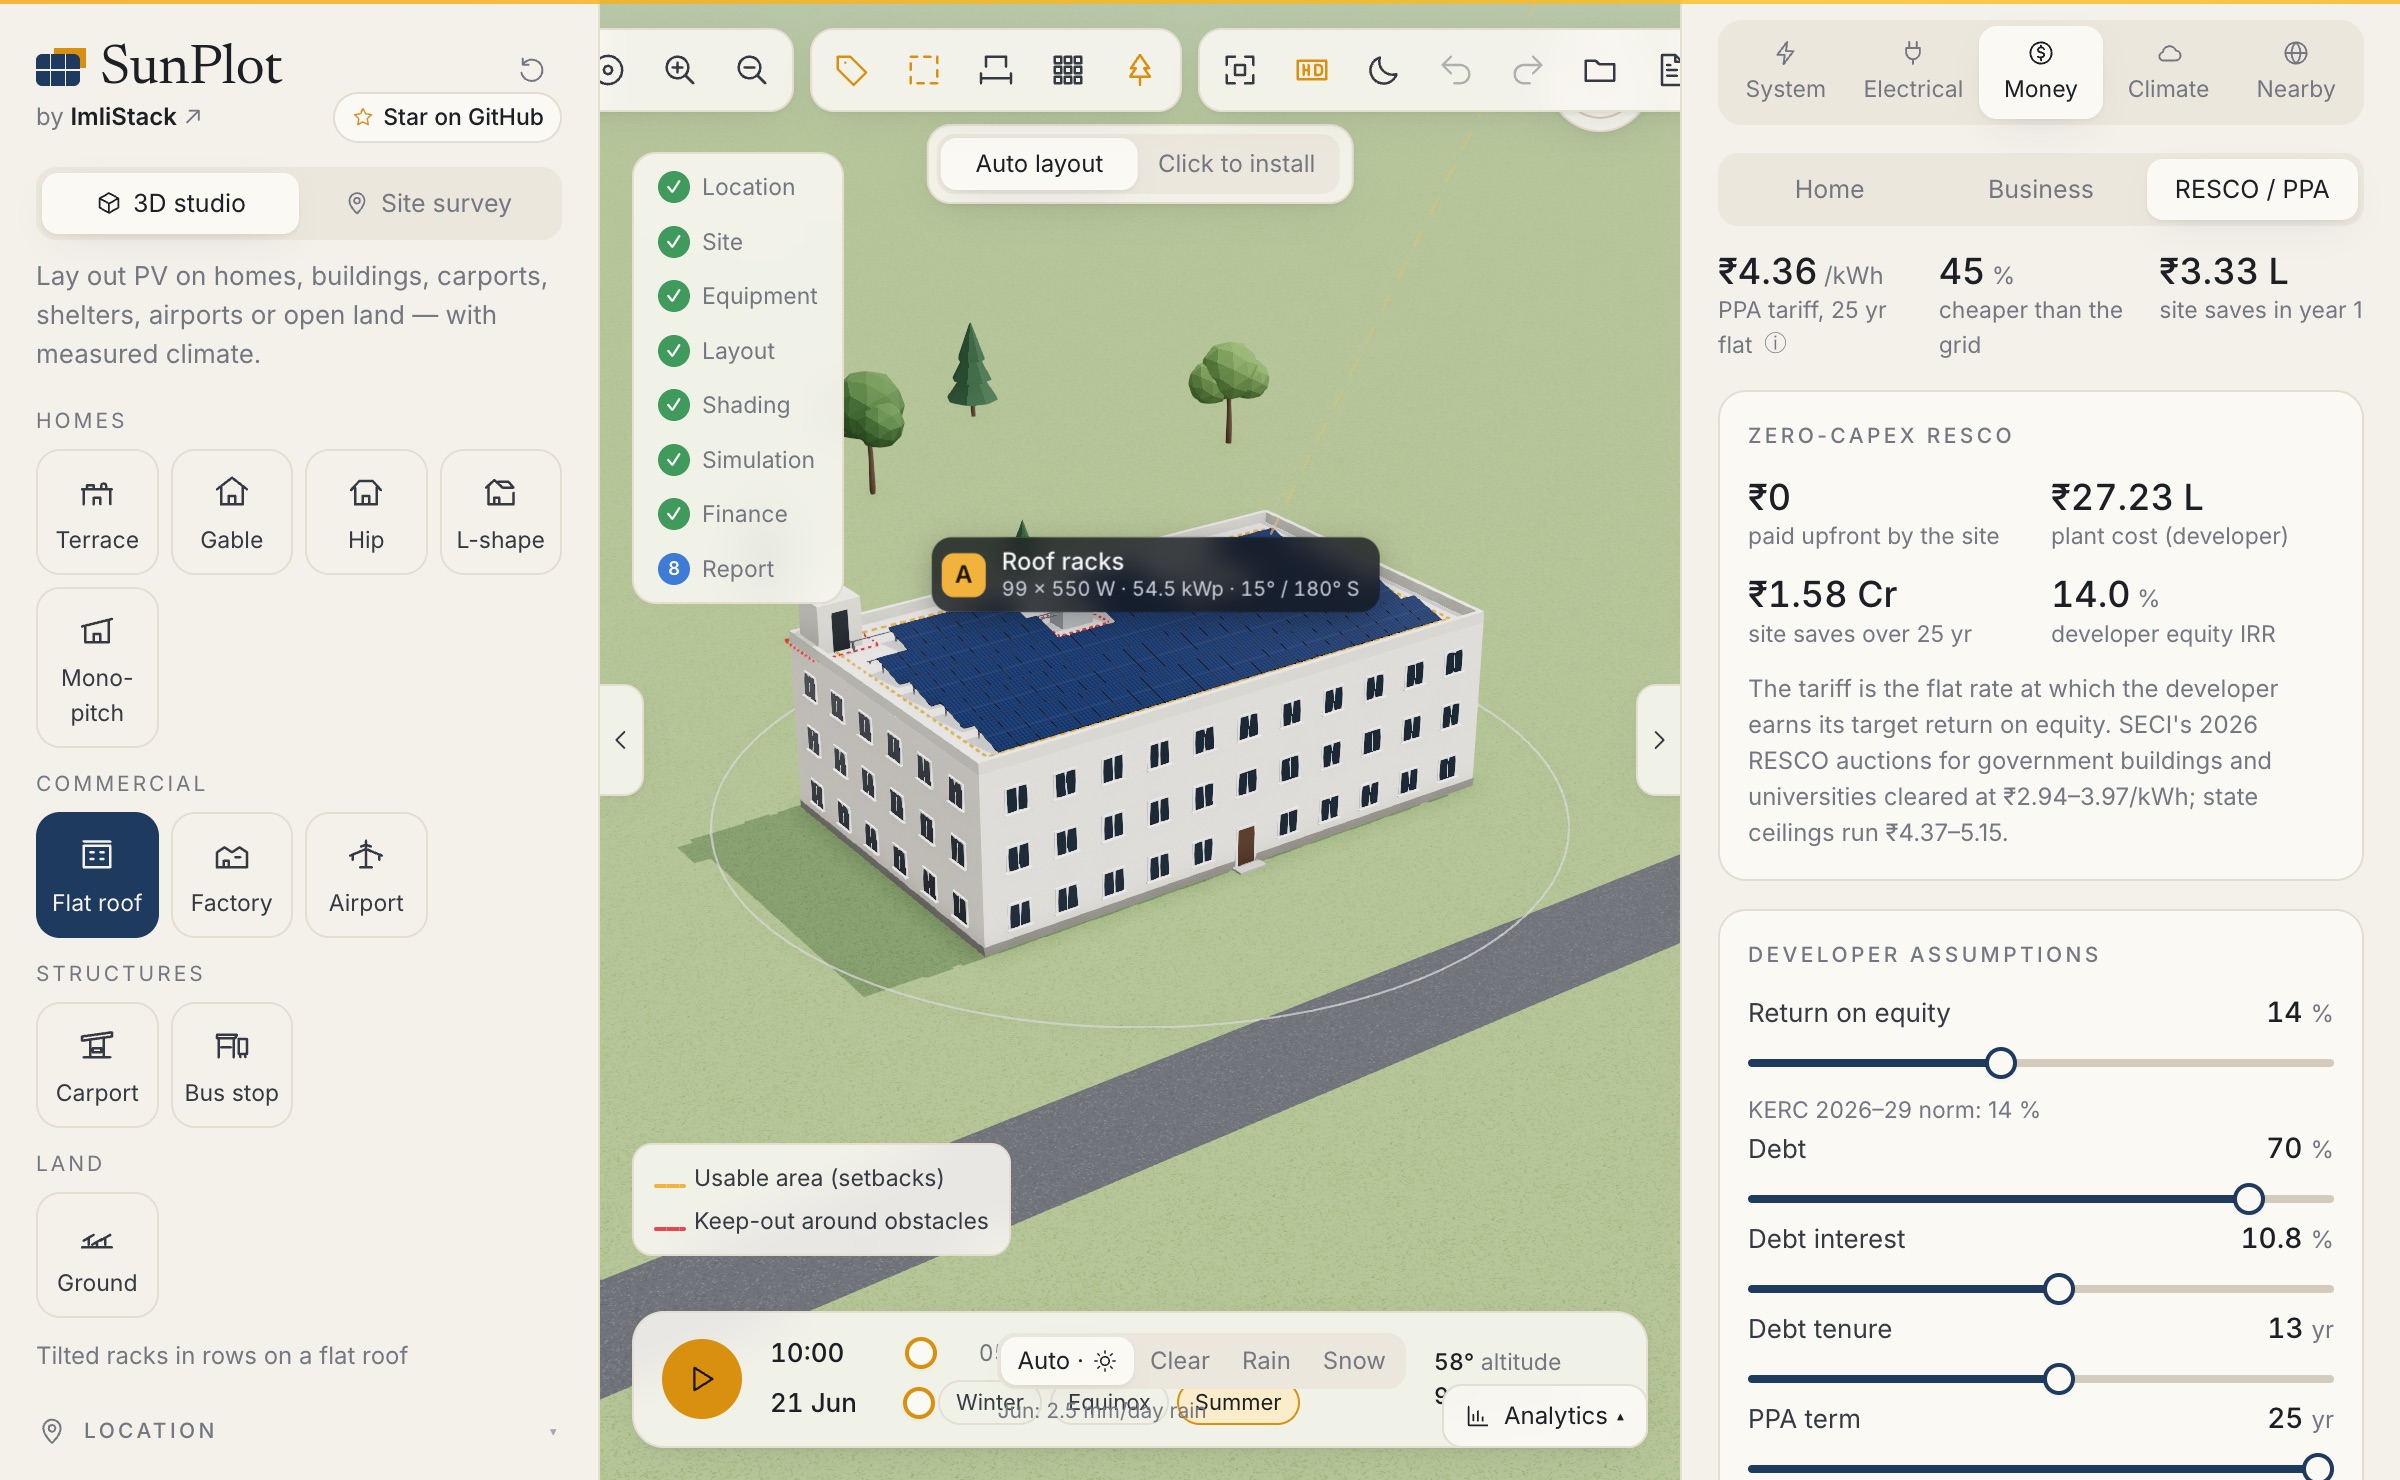 SunPlot
by ImliStack
Star on GitHub
3D studio
Site survey
Lay out PV on homes, buildings, carports,
shelters, airports or open land — with
measured climate.
HOMES
Terrace
Gable
Hip
L-shape
Mono-
pitch
COMMERCIAL
Flat roof
Factory
Airport
STRUCTURES
Carport
Bus stop
LAND
Ground
Tilted racks in rows on a flat roof
LOCATION
HD
Auto layout
Click to install
Location
Site
Equipment
Layout
Shading
Simulation
Finance
8 Report
A
Roof racks
99 × 550 W · 54.5 kWp · 15° / 180° S
Usable area (setbacks)
Keep-out around obstacles
10:00
21 Jun
Auto ·
Clear
Rain
Snow
Winter
Equinox
Summer
Jun: 2.5 mm/day rain
58° altitude
Analytics
System
Electrical
Money
Climate
Nearby
Home
Business
RESCO / PPA
₹4.36 /kWh
PPA tariff, 25 yr
flat
45 %
cheaper than the
grid
₹3.33 L
site saves in year 1
ZERO-CAPEX RESCO
₹0
paid upfront by the site
₹27.23 L
plant cost (developer)
₹1.58 Cr
site saves over 25 yr
14.0 %
developer equity IRR
The tariff is the flat rate at which the developer
earns its target return on equity. SECI's 2026
RESCO auctions for government buildings and
universities cleared at ₹2.94–3.97/kWh; state
ceilings run ₹4.37–5.15.
DEVELOPER ASSUMPTIONS
Return on equity 14 %
KERC 2026–29 norm: 14 %
Debt 70 %
Debt interest 10.8 %
Debt tenure 13 yr
PPA term 25 yr